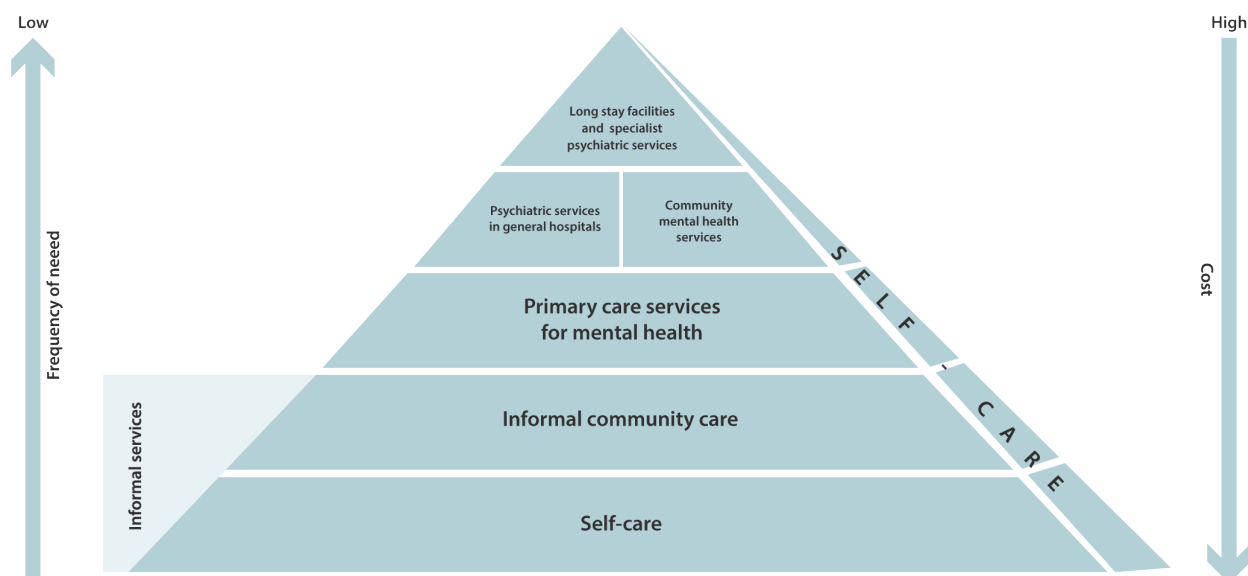 Low
High
Long stay facilities
and specialist
psychiatric services
Psychiatric services
in general hospitals
Community
mental health
services
SELF-CARE
Frequency of neeed
Cost
Primary care services
for mental health
Informal services
Informal community care
Self-care